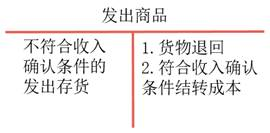 发出商品
不符合收入
确认条件的
发出存货
1. 货物退回
2. 符合收入确认
条件结转成本